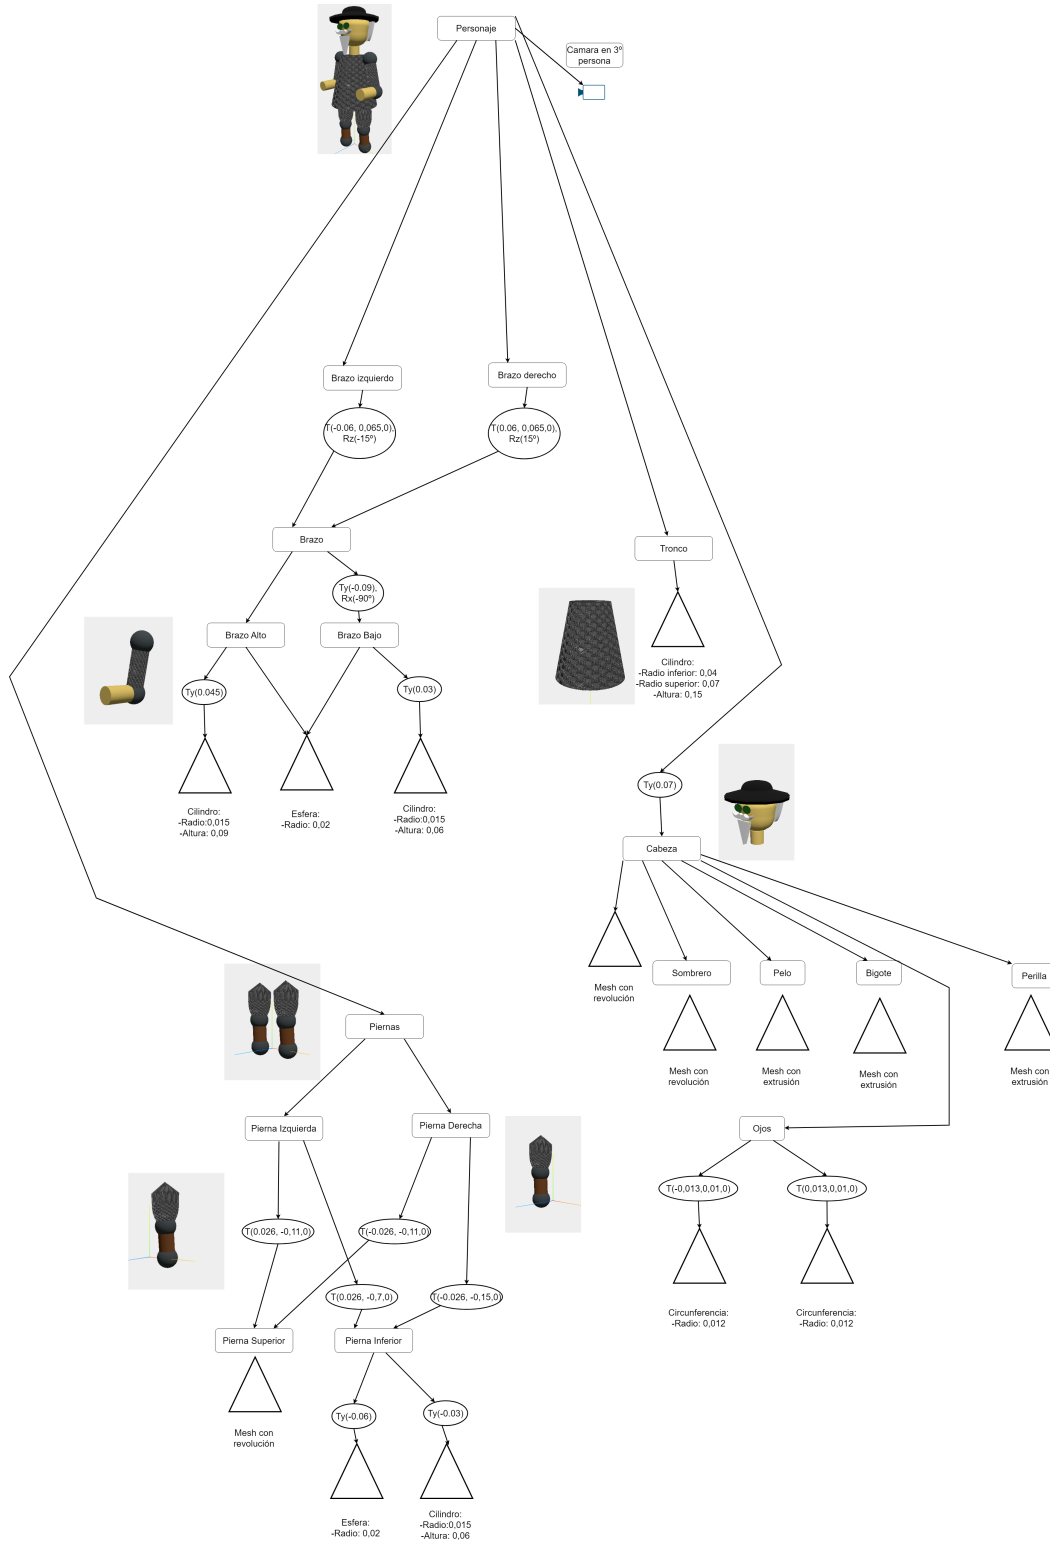 Personaje
Camara en 3º
persona
Brazo izquierdo
Brazo derecho
T(-0.06, 0,065,0),
Rz(-15º)
T(0.06, 0,065,0),
Rz(15º)
Brazo
Tronco
Ty(-0.09),
Rx(-90º)
Brazo Alto
Brazo Bajo
Cilindro:
-Radio inferior: 0,04
-Radio superior: 0,07
-Altura: 0,15
Ty(0.045)
Ty(0.03)
Ty(0.07)
Cilindro:
-Radio:0,015
-Altura: 0,09
Esfera:
-Radio: 0,02
Cilindro:
-Radio:0,015
-Altura: 0,06
Cabeza
Mesh con
revolución
Sombrero
Pelo
Bigote
Perilla
Mesh con
revolución
Mesh con
extrusión
Mesh con
extrusión
Mesh con
extrusión
Piernas
Pierna Izquierda
Pierna Derecha
Ojos
T(-0,013,0,01,0)
T(0,013,0,01,0)
T(0.026, -0,11,0)
T(-0.026, -0,11,0)
T(0.026, -0,7,0)
T(-0.026, -0,15,0)
Circunferencia:
-Radio: 0,012
Circunferencia:
-Radio: 0,012
Pierna Superior
Pierna Inferior
Mesh con
revolución
Ty(-0.06)
Ty(-0.03)
Esfera:
-Radio: 0,02
Cilindro:
-Radio:0,015
-Altura: 0,06